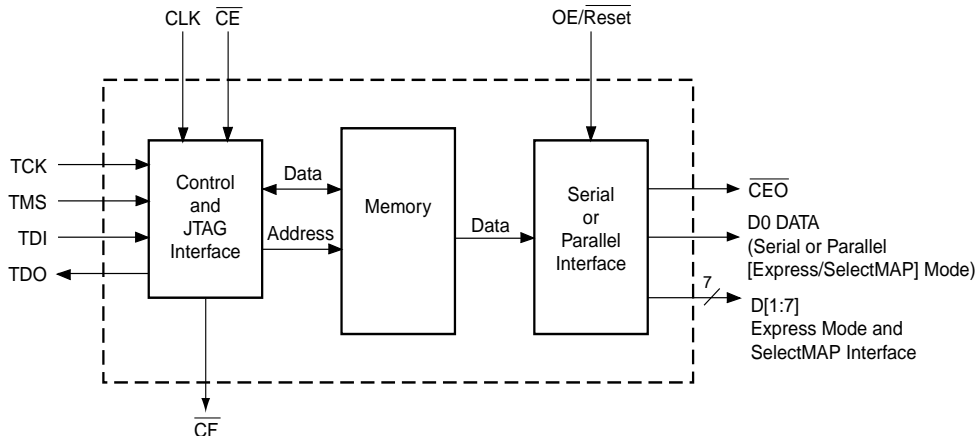 CLK
CE
OE/Reset
TCK
TMS
TDI
TDO
Control
and
JTAG
Interface
Data
Address
Memory
Data
Serial
or
Parallel
Interface
CEO
D0 DATA
(Serial or Parallel
[Express/SelectMAP] Mode)
7
D[1:7]
Express Mode and
SelectMAP Interface
CF